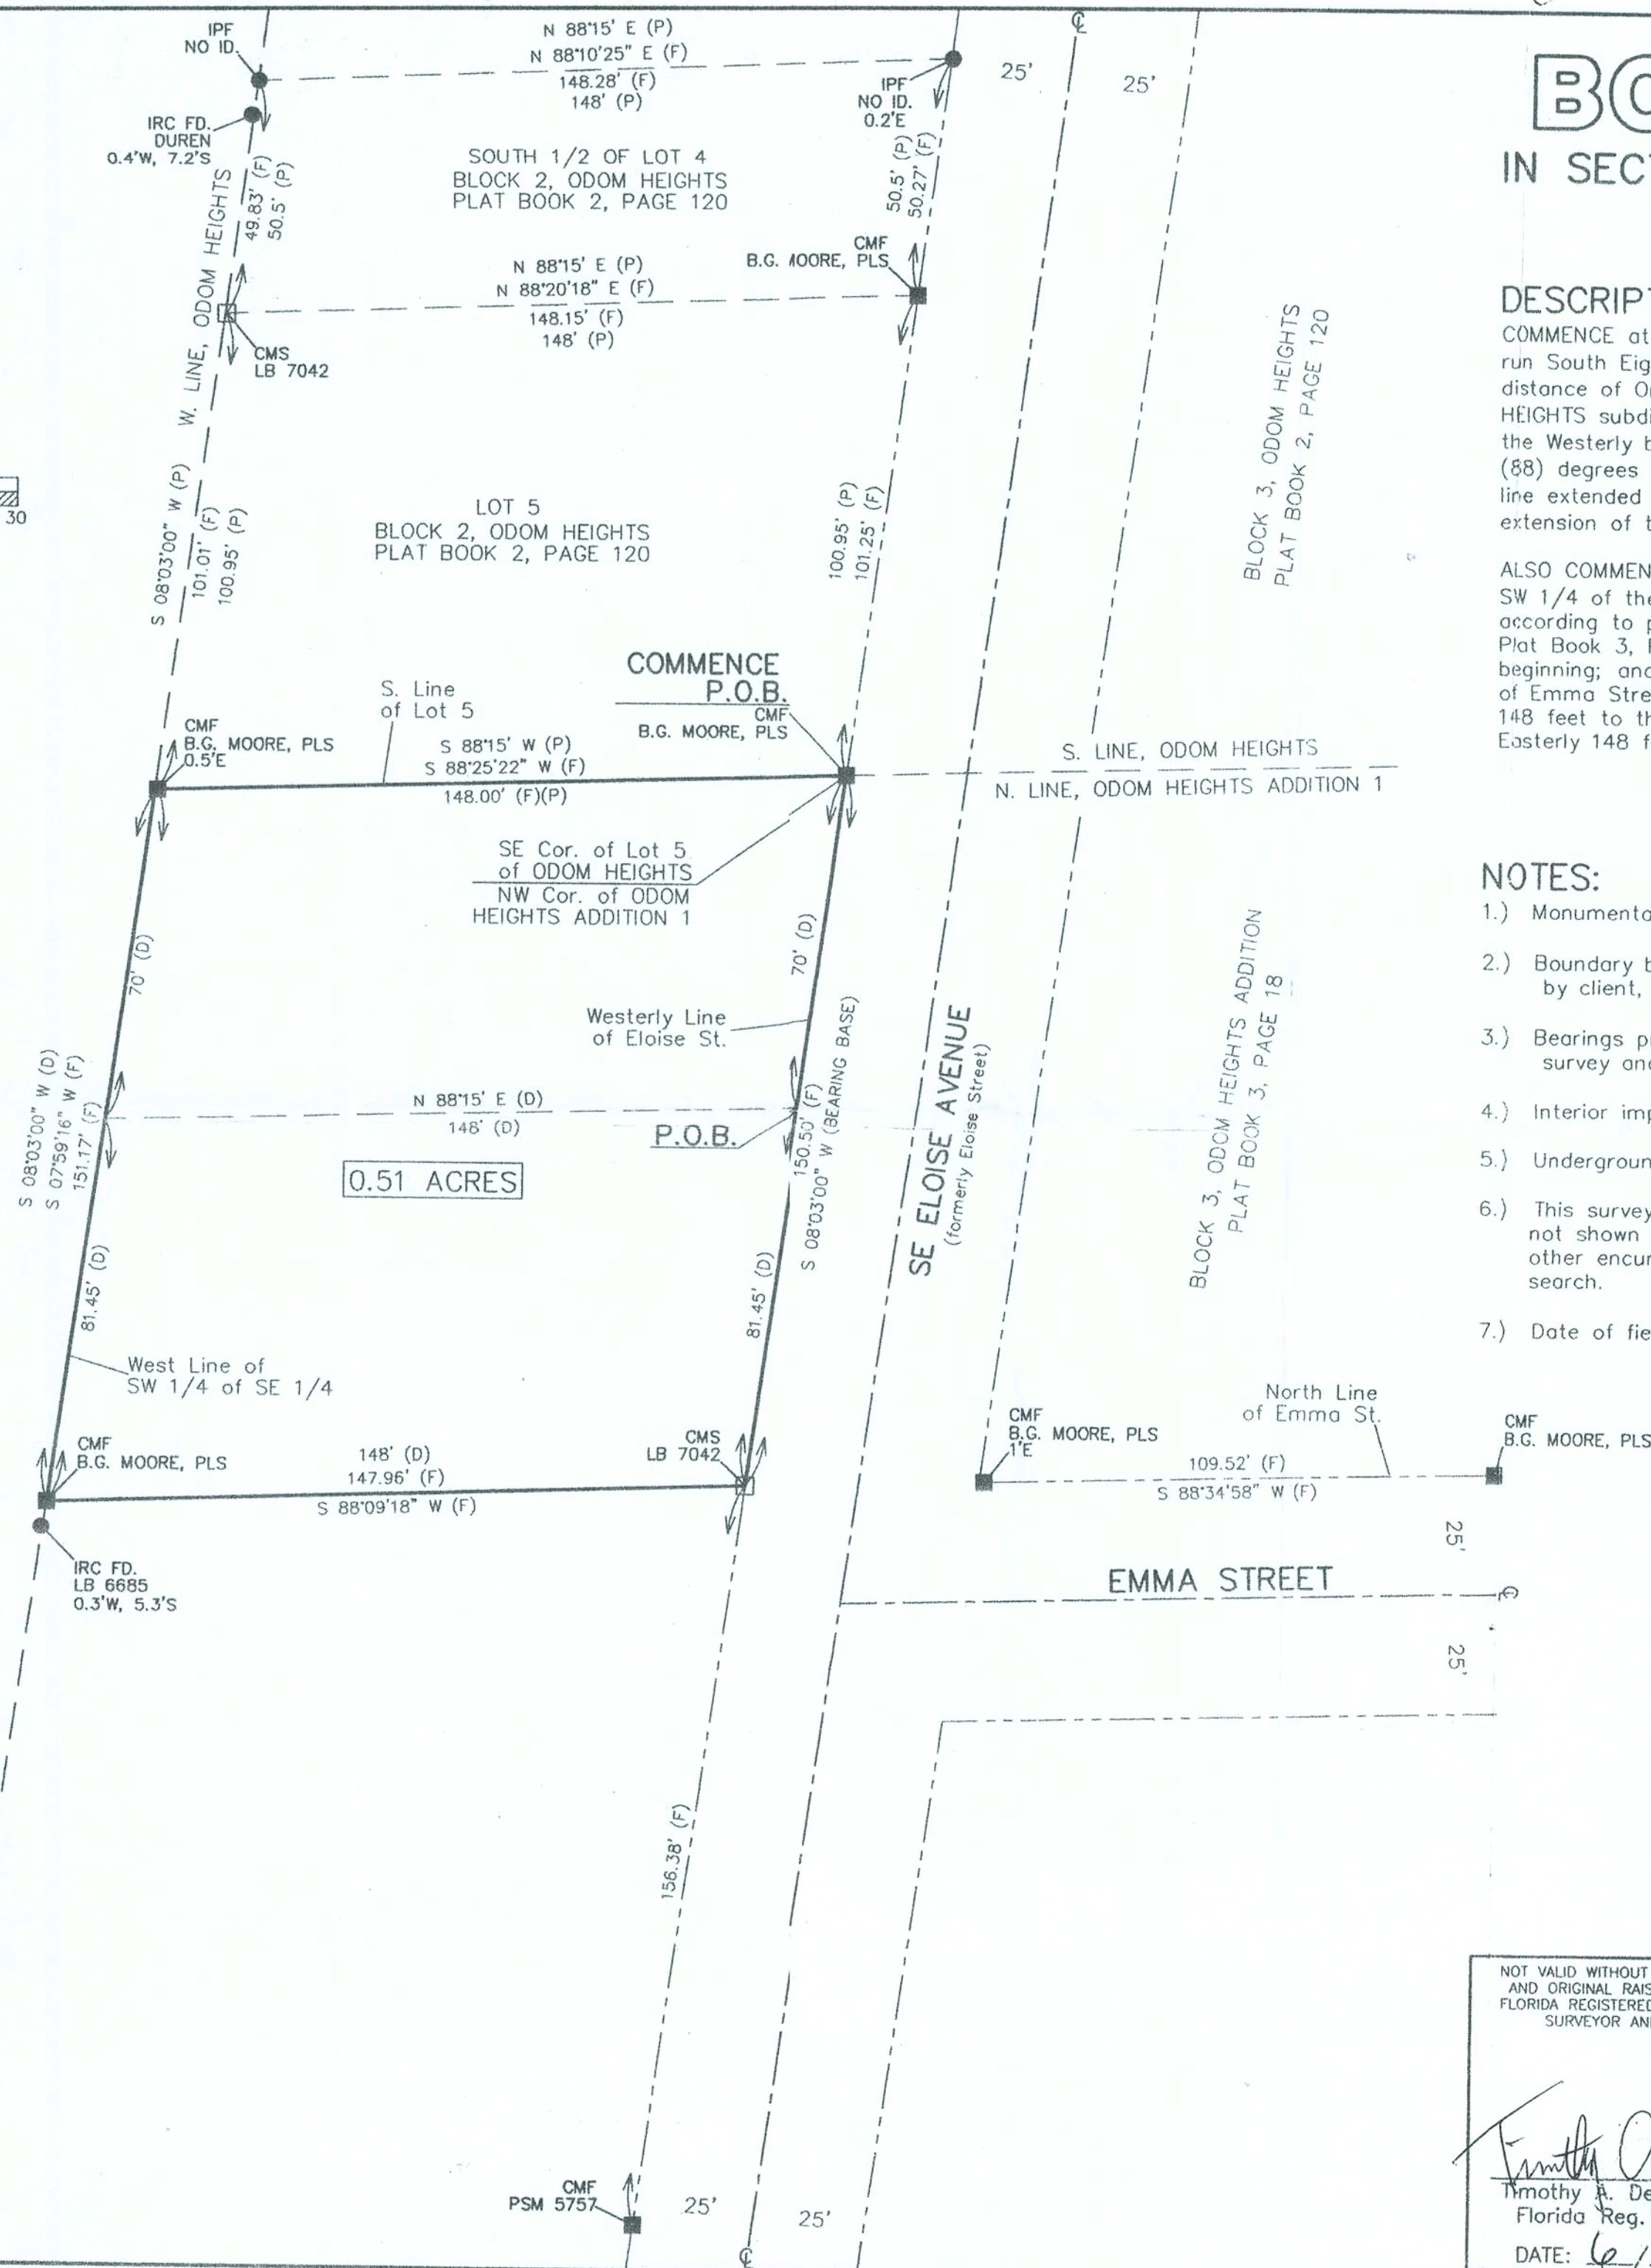 IPF
NO ID.
N 88°15' E (P)
N 88°10'25" E (F)
148.28' (F)
148' (P)
IPF
NO ID.
0.2'E
25'
25'
IRC FD.
DUREN
0.4'W, 7.2'S
49.83' (F)
50.5' (P)
SOUTH 1/2 OF LOT 4
BLOCK 2, ODOM HEIGHTS
PLAT BOOK 2, PAGE 120
50.5' (P)
50.27' (F)
W. LINE, ODOM HEIGHTS
CMF
B.G. MOORE, PLS
N 88°15' E (P)
N 88°20'18" E (F)
148.15' (F)
148' (P)
CMS
LB 7042
30
S 08°03'00" W (P)
101.01' (F)
100.95' (P)
LOT 5
BLOCK 2, ODOM HEIGHTS
PLAT BOOK 2, PAGE 120
100.95' (P)
101.25' (F)
BLOCK 3, ODOM HEIGHTS
PLAT BOOK 2, PAGE 120
COMMENCE
P.O.B.
CMF
B.G. MOORE, PLS
S. Line
of Lot 5
CMF
B.G. MOORE, PLS
0.5'E
S 88°15' W (P)
S 88°25'22" W (F)
148.00' (F)(P)
S. LINE, ODOM HEIGHTS
N. LINE, ODOM HEIGHTS ADDITION 1
SE Cor. of Lot 5
of ODOM HEIGHTS
NW Cor. of ODOM
HEIGHTS ADDITION 1
70' (D)
70' (D)
Westerly Line
of Eloise St.
S 08°03'00" W (D)
S 07°59'16" W (F)
151.17' (F)
N 88°15' E (D)
148' (D)
P.O.B.
150.50' (F)
S 08°03'00" W (BEARING BASE)
SE ELOISE AVENUE
(formerly Eloise Street)
BLOCK 3, ODOM HEIGHTS ADDITION
PLAT BOOK 3, PAGE 18
0.51 ACRES
81.45' (D)
81.45' (D)
West Line of
SW 1/4 of SE 1/4
CMF
B.G. MOORE, PLS
148' (D)
147.96' (F)
S 88°09'18" W (F)
CMS
LB 7042
IRC FD.
LB 6685
0.3'W, 5.3'S
CMF
B.G. MOORE, PLS
1'E
North Line
of Emma St.
109.52' (F)
S 88°34'58" W (F)
CMF
B.G. MOORE, PLS
25'
EMMA STREET
25'
156.38' (F)
CMF
PSM 5757
25'
25'
BO
IN SEC
DESCRIP
COMMENCE at
run South Eig
distance of O
HEIGHTS subd
the Westerly b
(88) degrees
line extended
extension of t
ALSO COMMEN
SW 1/4 of the
according to p
Plat Book 3,
beginning; and
of Emma Stre
148 feet to th
Easterly 148 f
NOTES:
1.) Monumenta
2.) Boundary b
by client,
3.) Bearings p
survey and
4.) Interior imp
5.) Undergroun
6.) This survey
not shown
other encur
search.
7.) Date of fie
NOT VALID WITHOUT
AND ORIGINAL RAIS
FLORIDA REGISTERED
SURVEYOR AN
Timothy
Timothy A. De
Florida Reg.
DATE: 6/